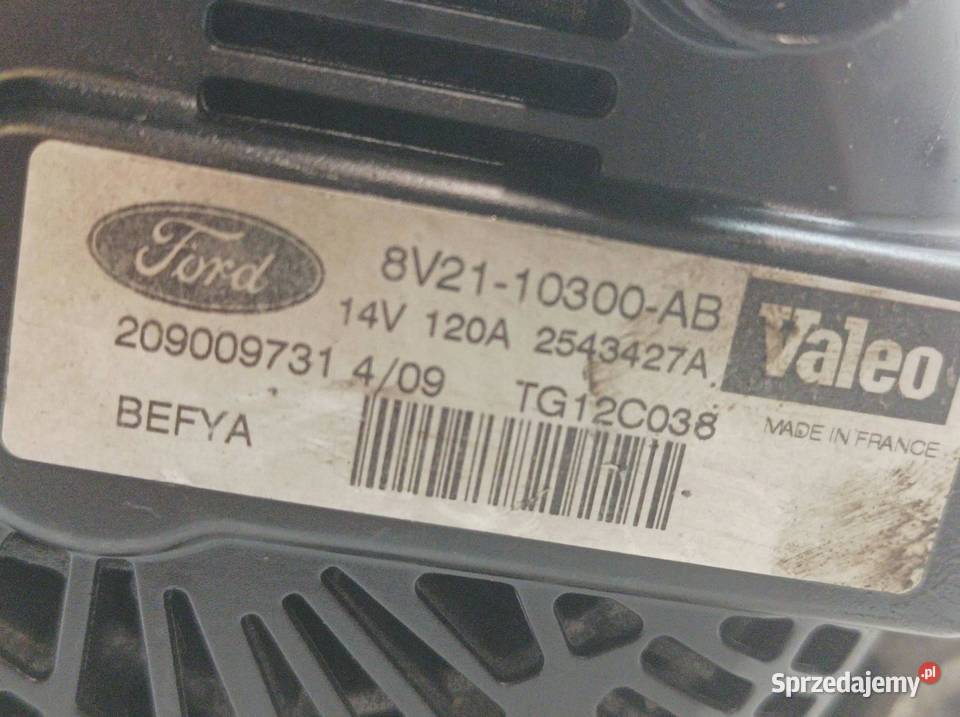 Ford
8V21-10300-AB
14V 120A 2543427A
Valeo
209009731 4/09
TG12C038
MADE IN FRANCE
BEFYA
Sprzedajemy.pl